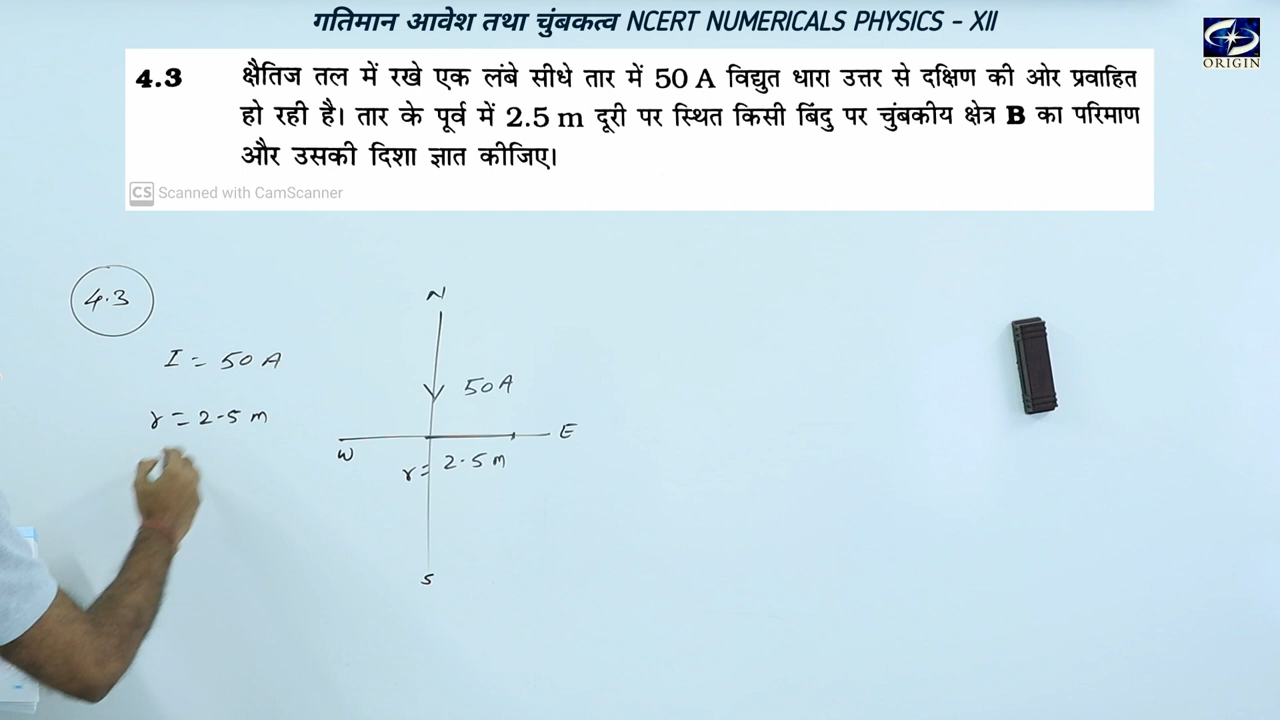 गतिमान आवेश तथा चुंबकत्व NCERT NUMERICALS PHYSICS - XII
ORIGIN
4.3 क्षैतिज तल में रखे एक लंबे सीधे तार में 50 A विद्युत धारा उत्तर से दक्षिण की ओर प्रवाहित
हो रही है। तार के पूर्व में 2.5 m दूरी पर स्थित किसी बिंदु पर चुंबकीय क्षेत्र B का परिमाण
और उसकी दिशा ज्ञात कीजिए।
CS Scanned with CamScanner
4.3
I = 50 A
r = 2.5 m
N
50A
W
E
r = 2.5 m
S